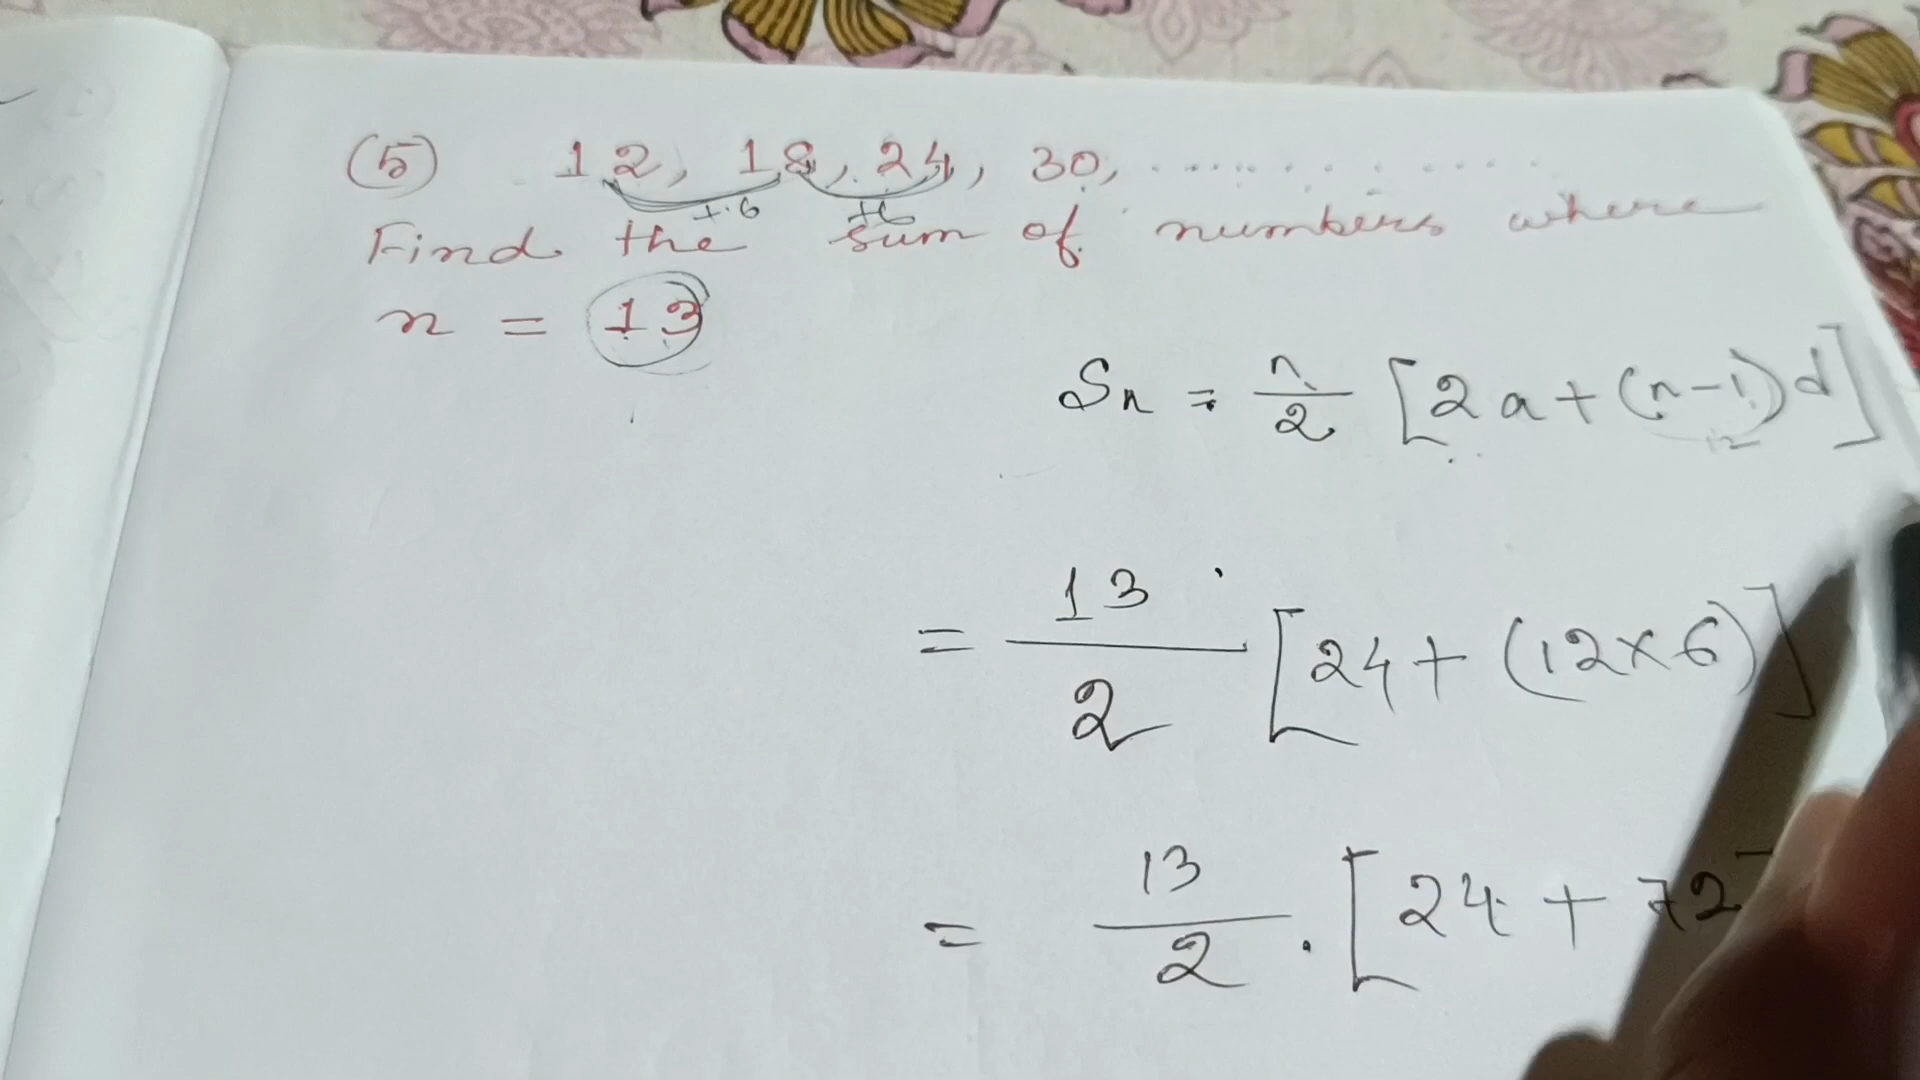 (5) 12, 18, 24, 30, ............
+6 +6
Find the sum of numbers where
n = 13
Sn = n/2 [2a + (n-1)d]
12
= 13/2 [24 + (12×6)]
= 13/2 . [24 + 72